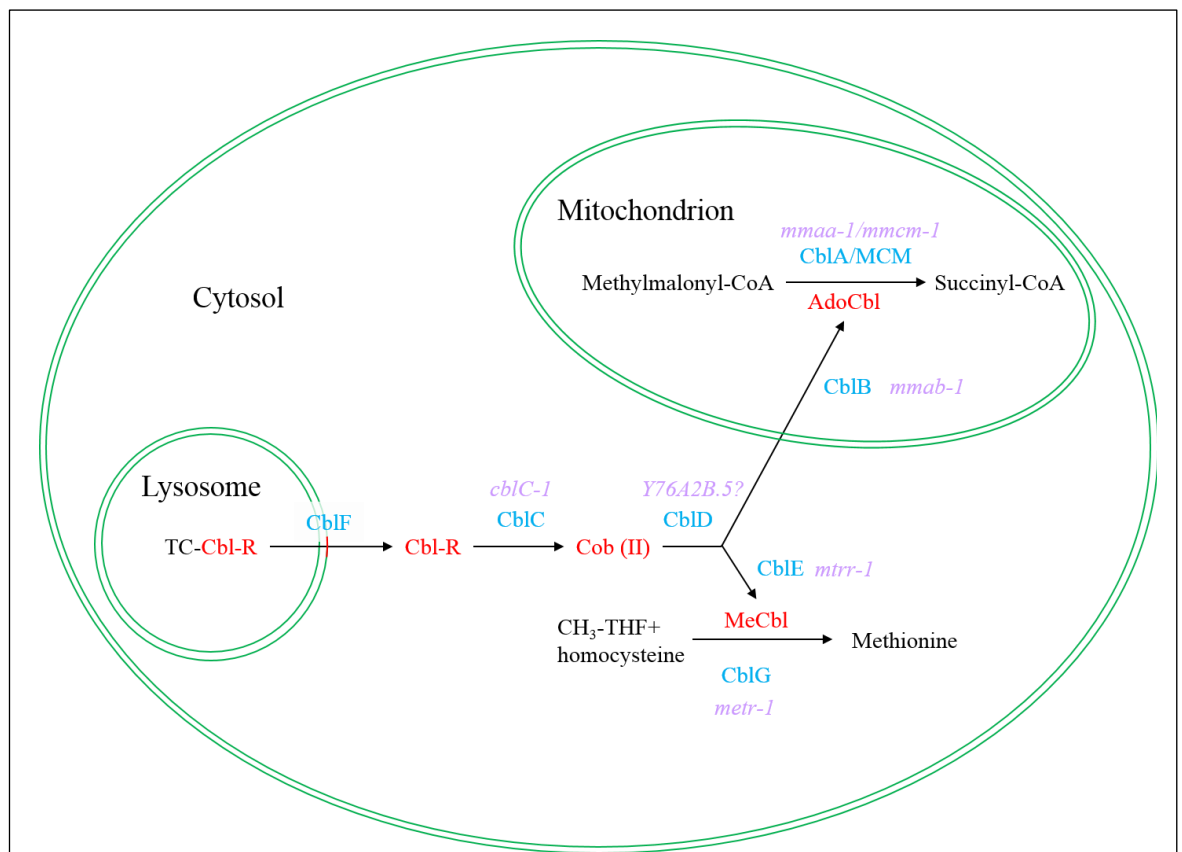 Mitochondrion
mmaa-1/mmcm-1
CblA/MCM
Methylmalonyl-CoA
Succinyl-CoA
AdoCbl
Cytosol
CblB mmab-1
Lysosome
cblC-1
Y76A2B.5?
CblF
CblC
CblD
TC-Cbl-R
Cbl-R
Cob (II)
CblE mtrr-1
MeCbl
CH₃-THF+
homocysteine
Methionine
CblG
metr-1